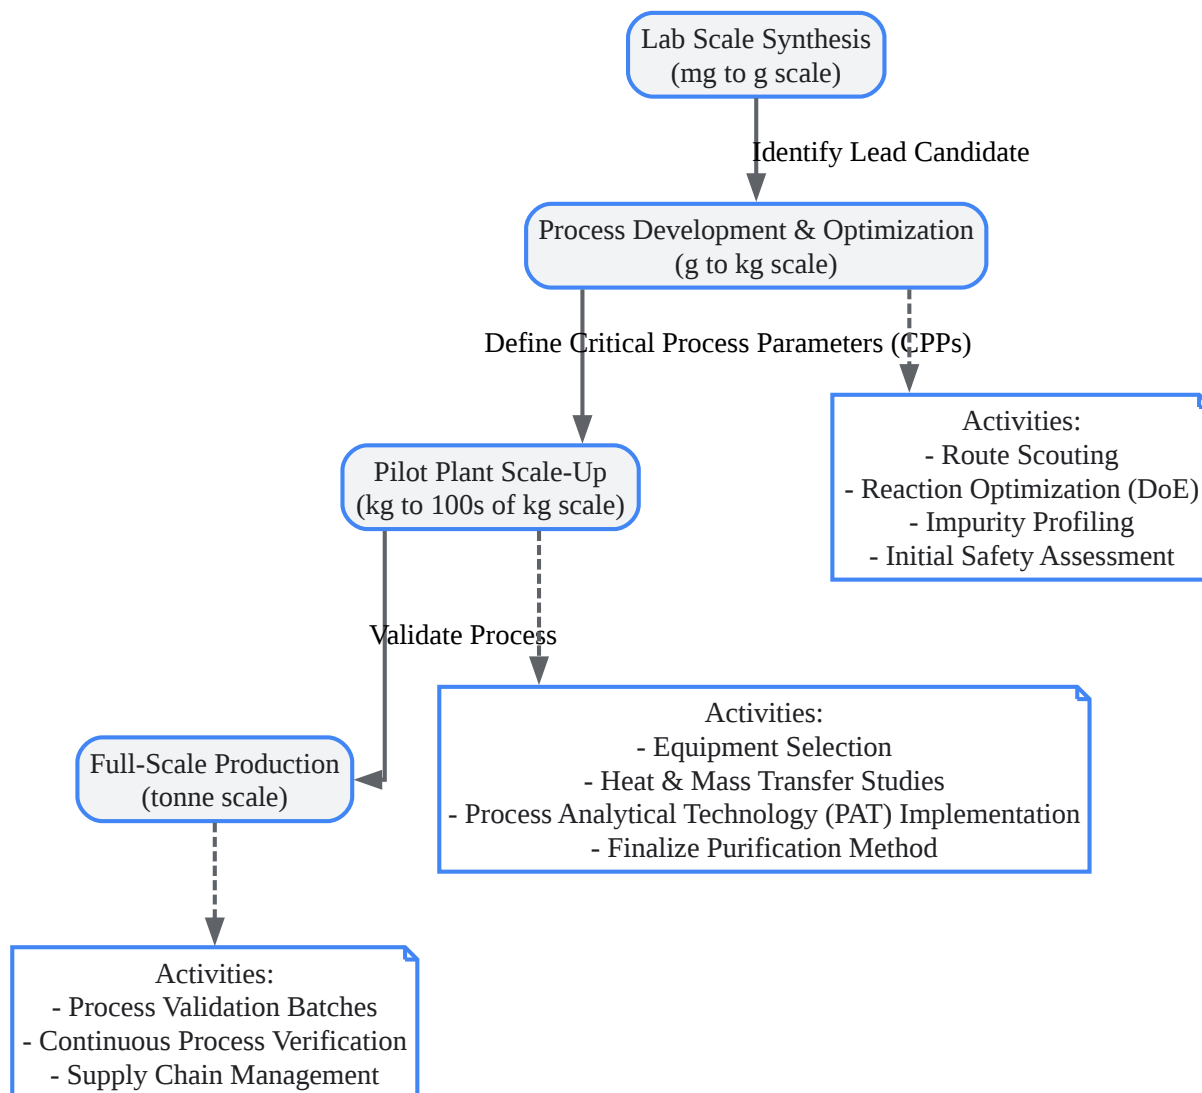 Lab Scale Synthesis
(mg to g scale)
Identify Lead Candidate
Process Development & Optimization
(g to kg scale)
Define Critical Process Parameters (CPPs)
Activities:
- Route Scouting
- Reaction Optimization (DoE)
- Impurity Profiling
- Initial Safety Assessment
Pilot Plant Scale-Up
(kg to 100s of kg scale)
Validate Process
Activities:
- Equipment Selection
- Heat & Mass Transfer Studies
- Process Analytical Technology (PAT) Implementation
- Finalize Purification Method
Full-Scale Production
(tonne scale)
Activities:
- Process Validation Batches
- Continuous Process Verification
- Supply Chain Management